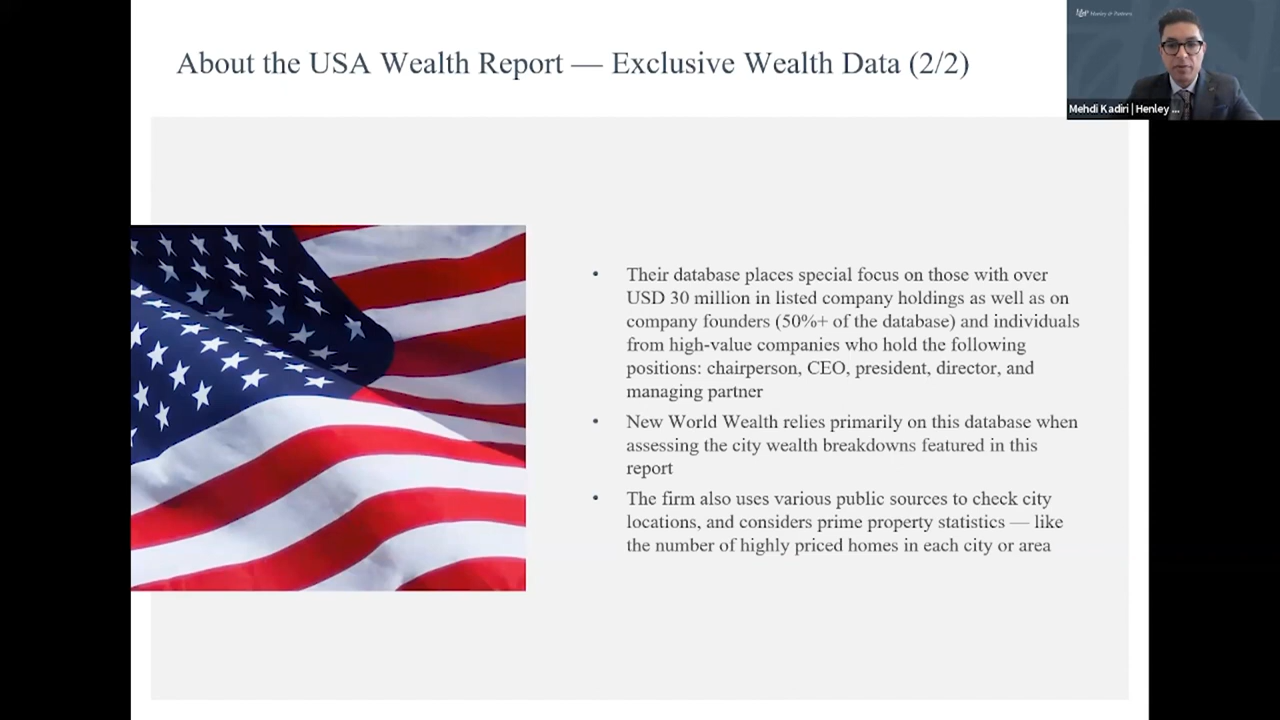 About the USA Wealth Report — Exclusive Wealth Data (2/2)
Henley & Partners
Mehdi Kadiri | Henley ...
• Their database places special focus on those with over
USD 30 million in listed company holdings as well as on
company founders (50%+ of the database) and individuals
from high-value companies who hold the following
positions: chairperson, CEO, president, director, and
managing partner
• New World Wealth relies primarily on this database when
assessing the city wealth breakdowns featured in this
report
• The firm also uses various public sources to check city
locations, and considers prime property statistics — like
the number of highly priced homes in each city or area